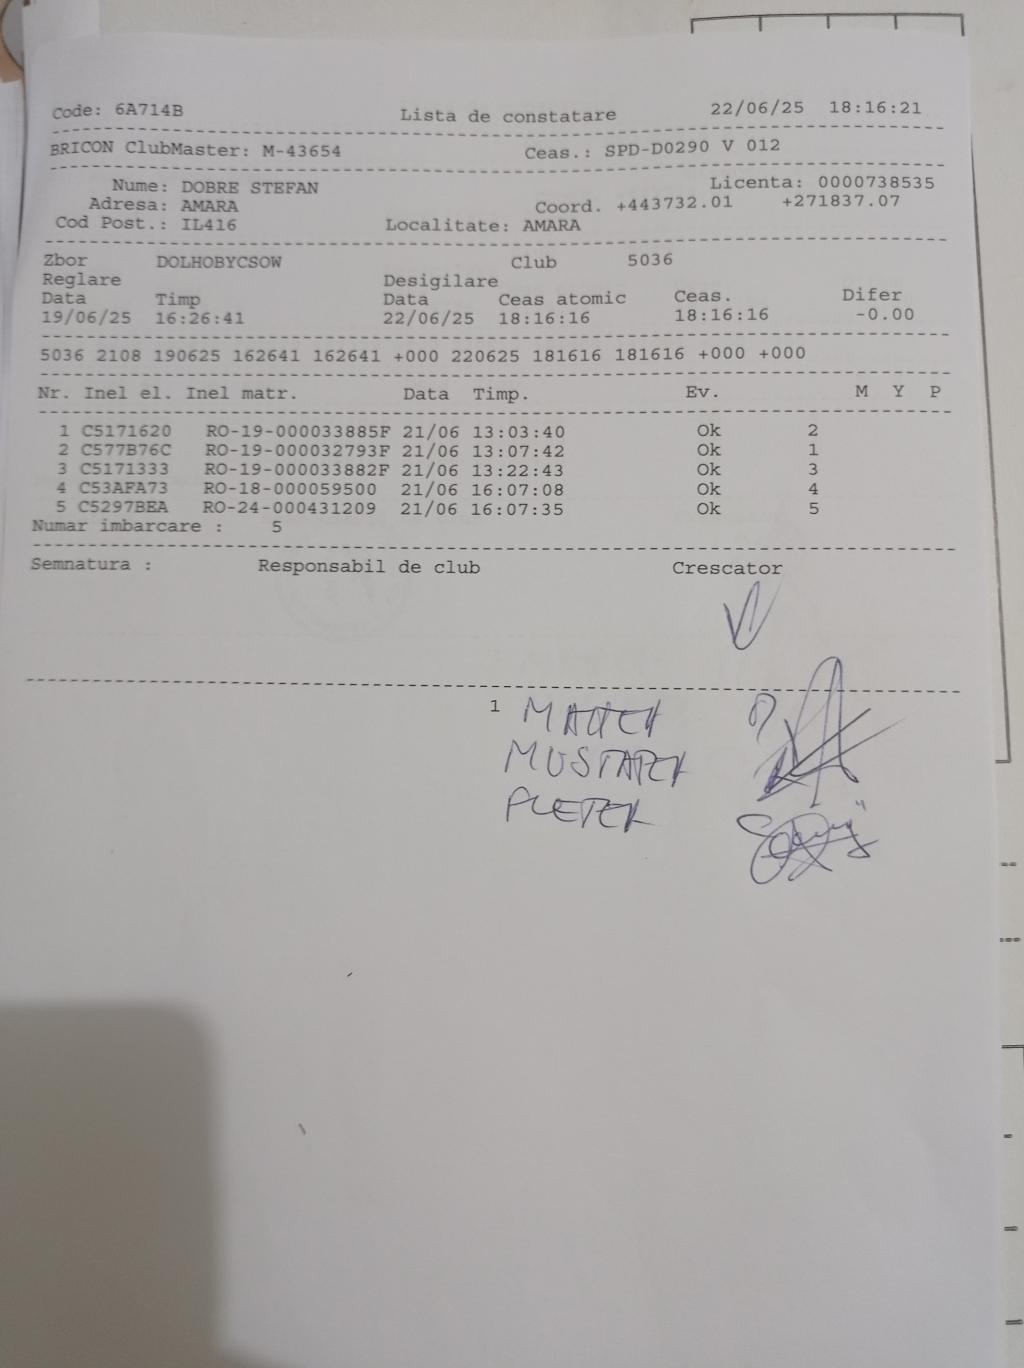 Code: 6A714B Lista de constatare 22/06/25 18:16:21
BRICON ClubMaster: M-43654 Ceas.: SPD-D0290 V 012
Nume: DOBRE STEFAN Licenta: 0000738535
Adresa: AMARA Coord. +443732.01 +271837.07
Cod Post.: IL416 Localitate: AMARA
Zbor DOLHOBYCSOW Club 5036
Reglare Desigilare
Data Timp Data Ceas atomic Ceas. Difer
19/06/25 16:26:41 22/06/25 18:16:16 18:16:16 -0.00
5036 2108 190625 162641 162641 +000 220625 181616 181616 +000 +000
Nr. Inel el. Inel matr. Data Timp. Ev. M Y P
1 C5171620 RO-19-000033885F 21/06 13:03:40 Ok 2
2 C577B76C RO-19-000032793F 21/06 13:07:42 Ok 1
3 C5171333 RO-19-000033882F 21/06 13:22:43 Ok 3
4 C53AFA73 RO-18-000059500 21/06 16:07:08 Ok 4
5 C5297BEA RO-24-000431209 21/06 16:07:35 Ok 5
Numar imbarcare : 5
Semnatura : Responsabil de club Crescator
1